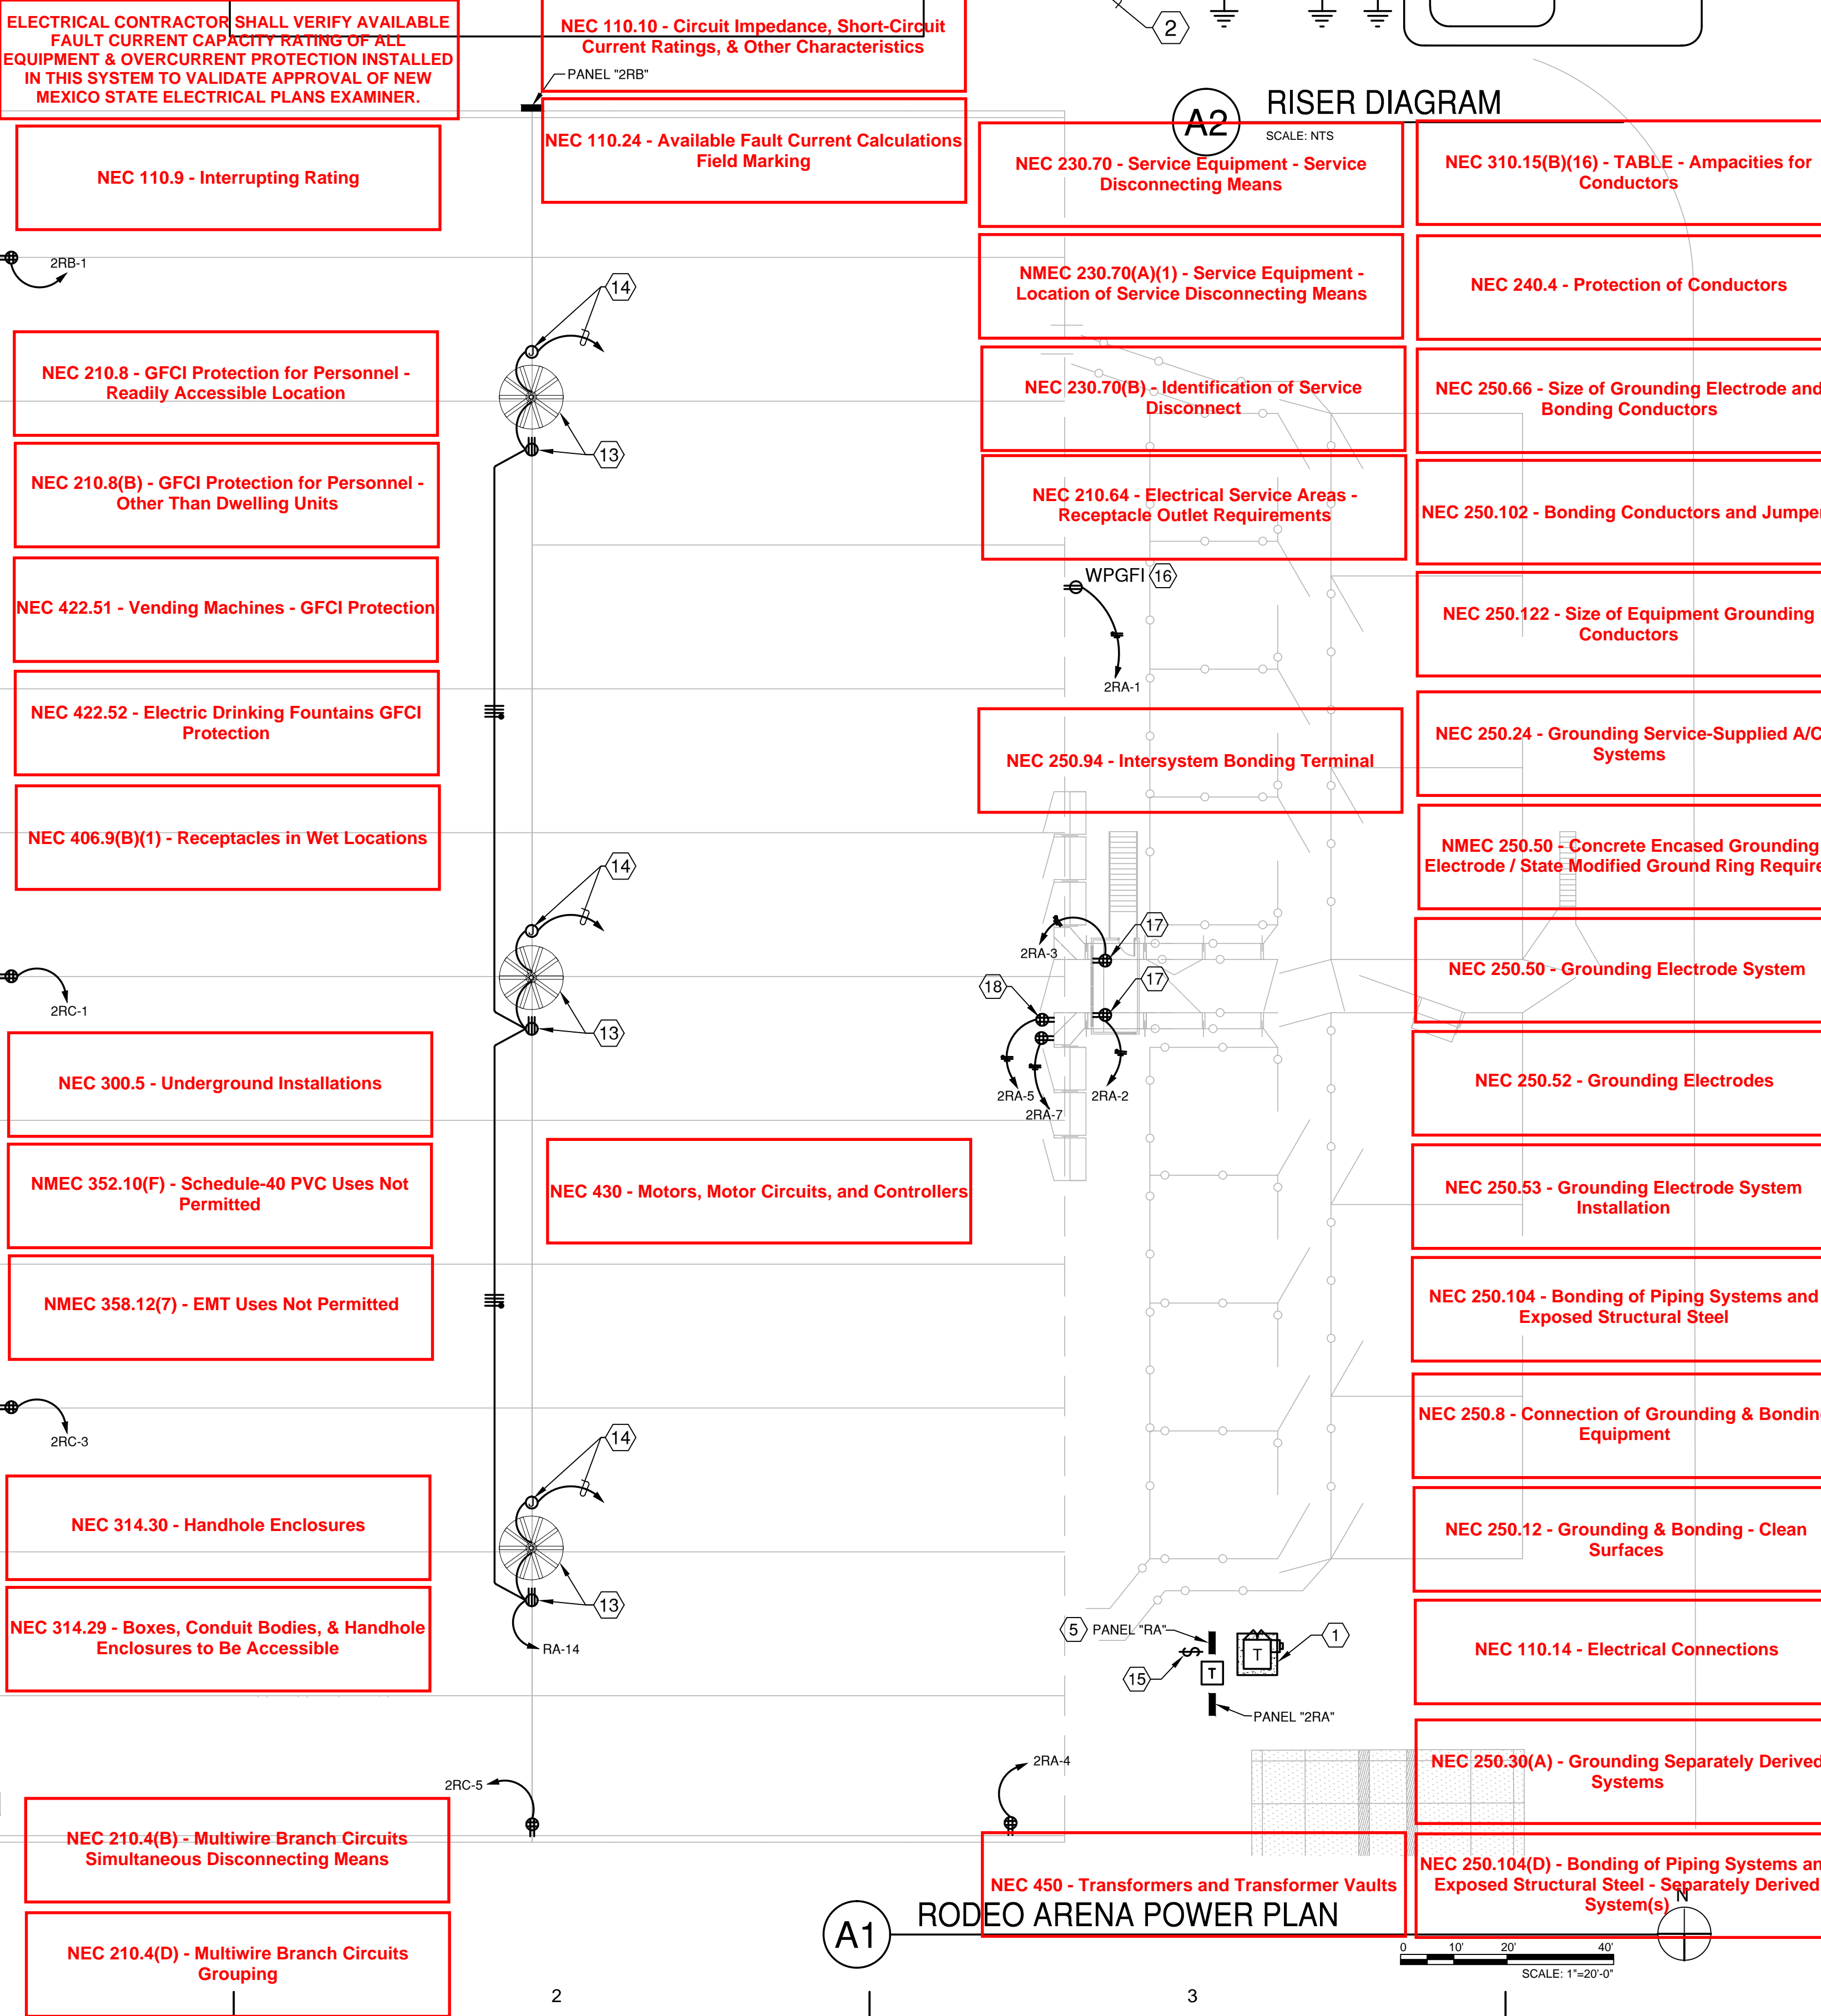 ELECTRICAL CONTRACTOR SHALL VERIFY AVAILABLE
FAULT CURRENT CAPACITY RATING OF ALL
EQUIPMENT & OVERCURRENT PROTECTION INSTALLED
IN THIS SYSTEM TO VALIDATE APPROVAL OF NEW
MEXICO STATE ELECTRICAL PLANS EXAMINER.
NEC 110.10 - Circuit Impedance, Short-Circuit
Current Ratings, & Other Characteristics
2
PANEL "2RB"
A2
RISER DIAGRAM
SCALE: NTS
NEC 110.9 - Interrupting Rating
NEC 110.24 - Available Fault Current Calculations
Field Marking
NEC 230.70 - Service Equipment - Service
Disconnecting Means
NEC 310.15(B)(16) - TABLE - Ampacities for
Conductors
2RB-1
14
NMEC 230.70(A)(1) - Service Equipment -
Location of Service Disconnecting Means
NEC 240.4 - Protection of Conductors
J
NEC 210.8 - GFCI Protection for Personnel -
Readily Accessible Location
NEC 230.70(B) - Identification of Service
Disconnect
NEC 250.66 - Size of Grounding Electrode and
Bonding Conductors
13
NEC 210.8(B) - GFCI Protection for Personnel -
Other Than Dwelling Units
NEC 210.64 - Electrical Service Areas -
Receptacle Outlet Requirements
NEC 250.102 - Bonding Conductors and Jumpe
WPGFI 16
NEC 422.51 - Vending Machines - GFCI Protection
NEC 250.122 - Size of Equipment Grounding
Conductors
2RA-1
NEC 422.52 - Electric Drinking Fountains GFCI
Protection
NEC 250.94 - Intersystem Bonding Terminal
NEC 250.24 - Grounding Service-Supplied A/C
Systems
NEC 406.9(B)(1) - Receptacles in Wet Locations
14
NMEC 250.50 - Concrete Encased Grounding
Electrode / State Modified Ground Ring Require
J
2RA-3
17
17
18
NEC 250.50 - Grounding Electrode System
2RC-1
13
NEC 300.5 - Underground Installations
2RA-5
2RA-7
2RA-2
NEC 250.52 - Grounding Electrodes
NMEC 352.10(F) - Schedule-40 PVC Uses Not
Permitted
NEC 430 - Motors, Motor Circuits, and Controllers
NEC 250.53 - Grounding Electrode System
Installation
NMEC 358.12(7) - EMT Uses Not Permitted
NEC 250.104 - Bonding of Piping Systems and
Exposed Structural Steel
2RC-3
14
NEC 250.8 - Connection of Grounding & Bondin
Equipment
J
NEC 314.30 - Handhole Enclosures
NEC 250.12 - Grounding & Bonding - Clean
Surfaces
13
NEC 314.29 - Boxes, Conduit Bodies, & Handhole
Enclosures to Be Accessible
RA-14
5 PANEL "RA"
1
T
T
15
PANEL "2RA"
NEC 110.14 - Electrical Connections
2RC-5
2RA-4
NEC 250.30(A) - Grounding Separately Derived
Systems
NEC 210.4(B) - Multiwire Branch Circuits
Simultaneous Disconnecting Means
NEC 450 - Transformers and Transformer Vaults
NEC 250.104(D) - Bonding of Piping Systems an
Exposed Structural Steel - Separately Derived
System(s)
N
A1
RODEO ARENA POWER PLAN
NEC 210.4(D) - Multiwire Branch Circuits
Grouping
0 10' 20' 40'
SCALE: 1"=20'-0"
2
3